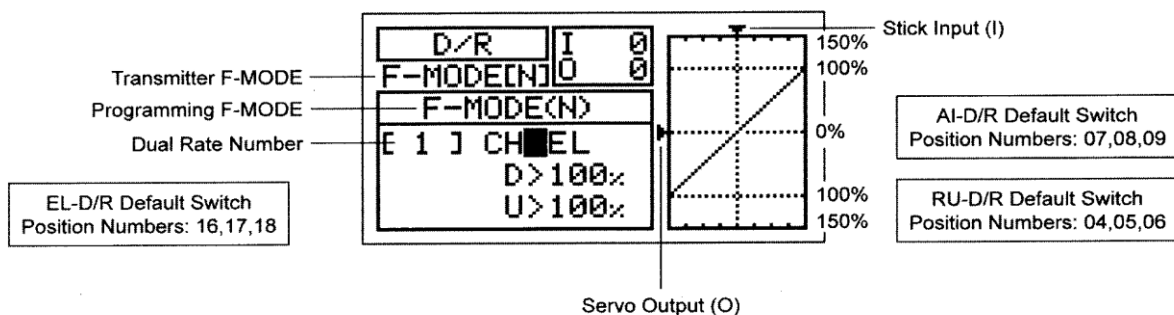 Stick Input (I)
D/R
I 0
O 0
F-MODE[N]
F-MODE(N)
[ 1 ] CH■EL
D>100%
U>100%
150%
100%
0%
100%
150%
Transmitter F-MODE
Programming F-MODE
Dual Rate Number
EL-D/R Default Switch
Position Numbers: 16,17,18
AI-D/R Default Switch
Position Numbers: 07,08,09
RU-D/R Default Switch
Position Numbers: 04,05,06
Servo Output (O)